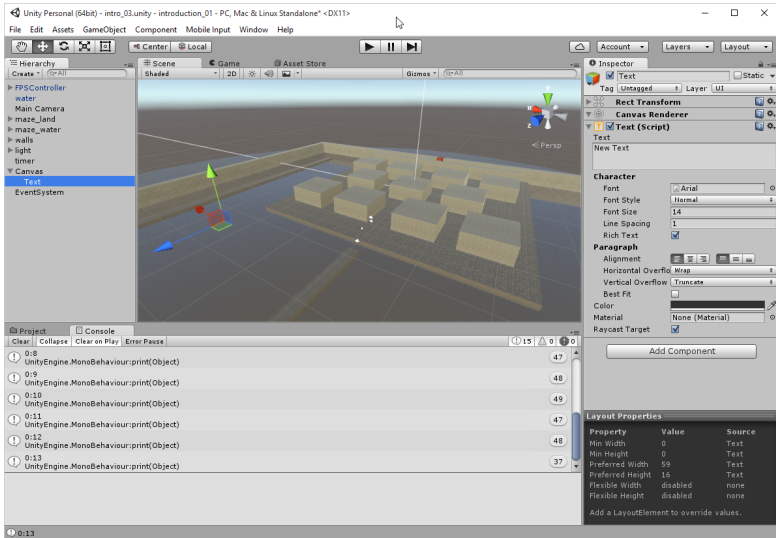 Unity Personal (64bit) - intro_03.unity - introduction_01 - PC, Mac & Linux Standalone* <DX11>
File Edit Assets GameObject Component Mobile Input Window Help
Center Local Account Layers Layout
Hierarchy
Create All
FPSController
water
Main Camera
maze_land
maze_water
walls
light
timer
Canvas
Text
EventSystem
Scene Game Asset Store
Shaded 2D Gizmos All
x y z
Persp
Inspector
Text Static
Tag Untagged Layer UI
Rect Transform
Canvas Renderer
Text (Script)
Text
New Text
Character
Font Arial
Font Style Normal
Font Size 14
Line Spacing 1
Rich Text
Paragraph
Alignment
Horizontal Overflo Wrap
Vertical Overflow Truncate
Best Fit
Color
Material None (Material)
Raycast Target
Add Component
Layout Properties
Property Value Source
Min Width 0 Text
Min Height 0 Text
Preferred Width 59 Text
Preferred Height 16 Text
Flexible Width disabled none
Flexible Height disabled none
Add a LayoutElement to override values.
Project Console
Clear Collapse Clear on Play Error Pause 15 0 0
0:8 47
UnityEngine.MonoBehaviour:print(Object)
0:9 48
UnityEngine.MonoBehaviour:print(Object)
0:10 49
UnityEngine.MonoBehaviour:print(Object)
0:11 47
UnityEngine.MonoBehaviour:print(Object)
0:12 48
UnityEngine.MonoBehaviour:print(Object)
0:13 37
UnityEngine.MonoBehaviour:print(Object)
0:13